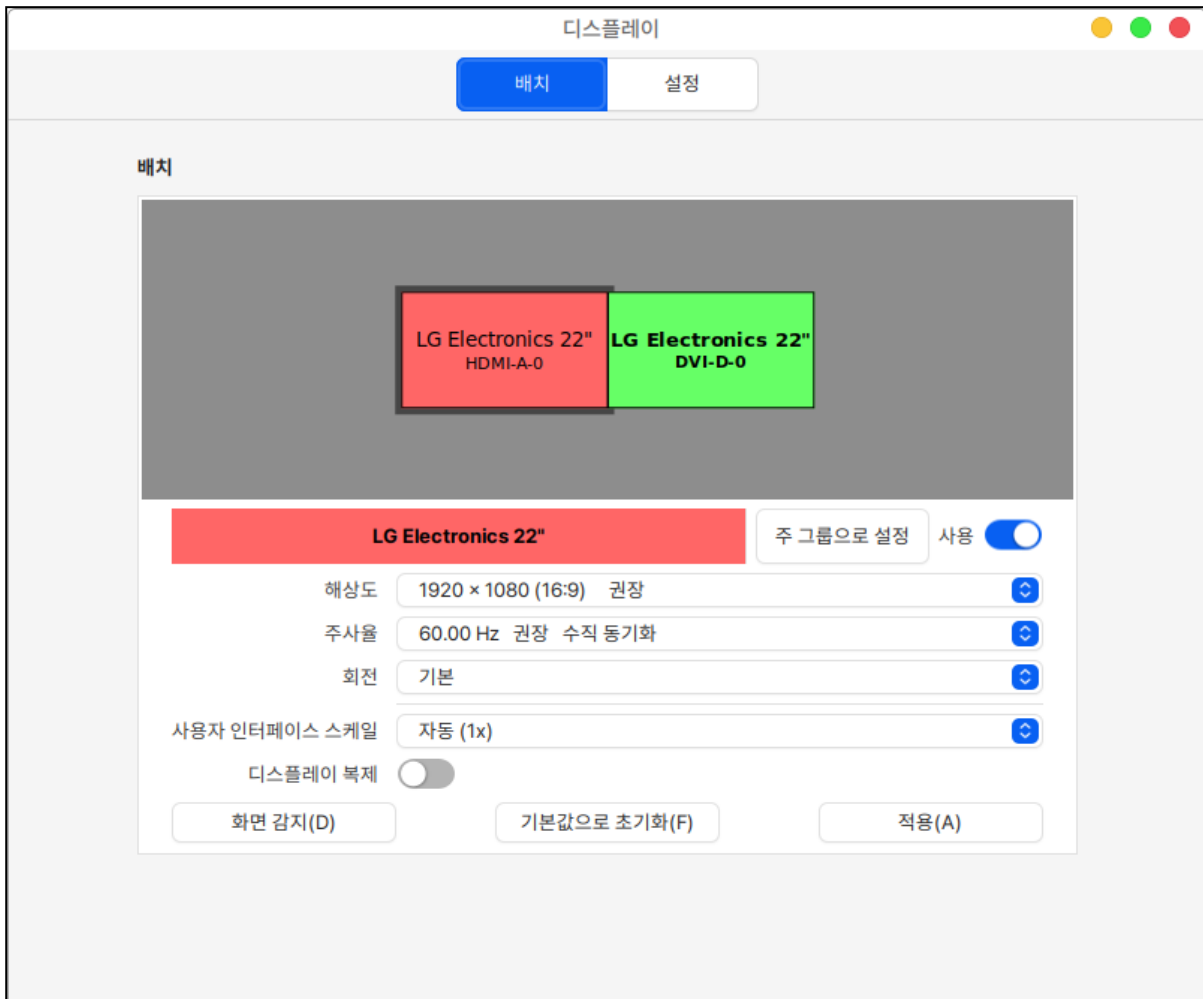 디스플레이
배치 설정
배치
LG Electronics 22" LG Electronics 22"
HDMI-A-0 DVI-D-0
LG Electronics 22" 주 그룹으로 설정 사용
해상도 1920 × 1080 (16:9) 권장
주사율 60.00 Hz 권장 수직 동기화
회전 기본
사용자 인터페이스 스케일 자동 (1x)
디스플레이 복제
화면 감지(D) 기본값으로 초기화(F) 적용(A)